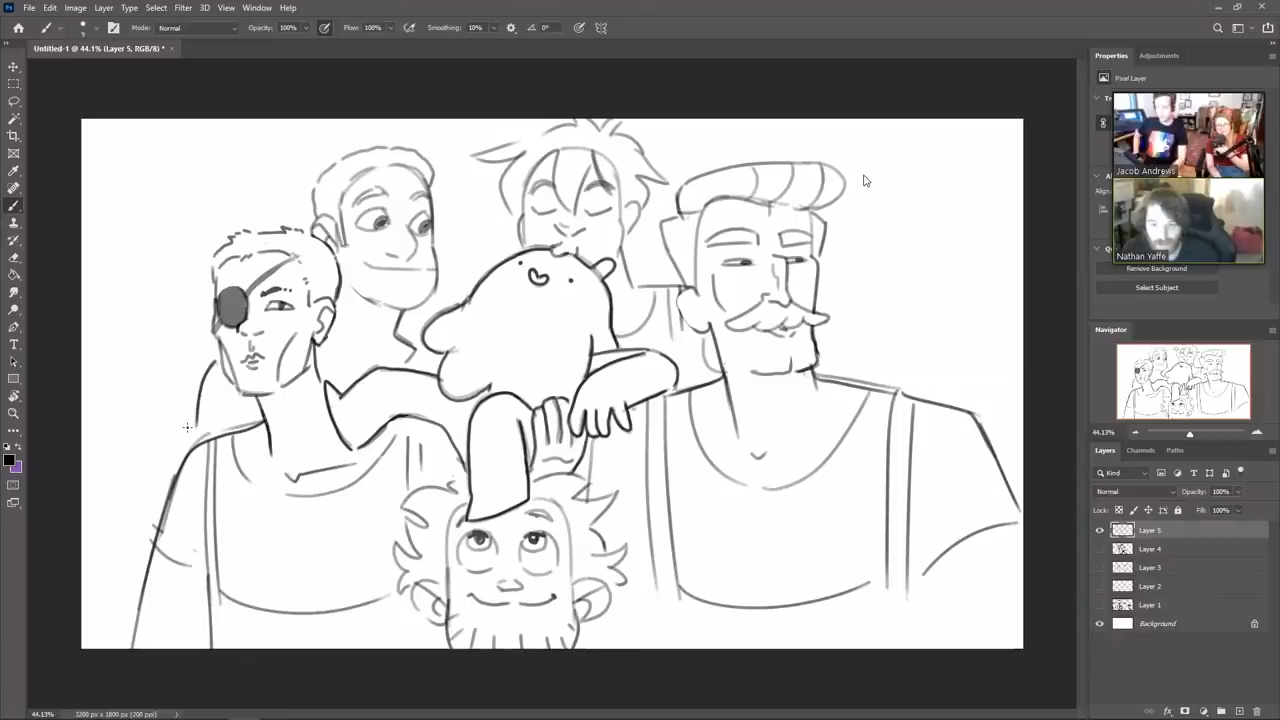 File Edit Image Layer Type Select Filter 3D View Window Help
Mode: Normal Opacity: 100% Flow: 100% Smoothing: 10% 0°
Untitled-1 @ 44.1% (Layer 5, RGB/8) *
Properties Adjustments
Pixel Layer
Jacob Andrews
Nathan Yaffe
Remove Background
Select Subject
Navigator
44.13%
Layers Channels Paths
Kind
Normal Opacity: 100%
Lock: Fill: 100%
Layer 5
Layer 4
Layer 3
Layer 2
Layer 1
Background
44.13% 3200 px x 1800 px (200 ppi)